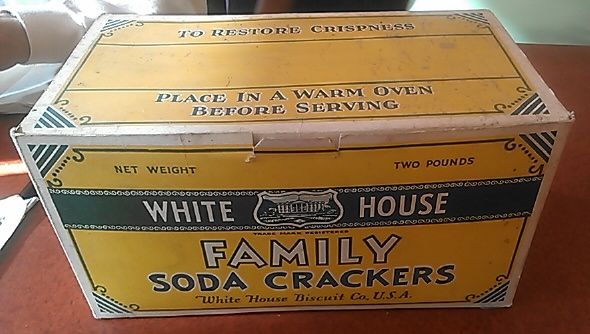 TO RESTORE CRISPNESS
PLACE IN A WARM OVEN
BEFORE SERVING
NET WEIGHT TWO POUNDS
WHITE HOUSE
TRADE MARK REGISTERED
FAMILY
SODA CRACKERS
White House Biscuit Co., U.S.A.